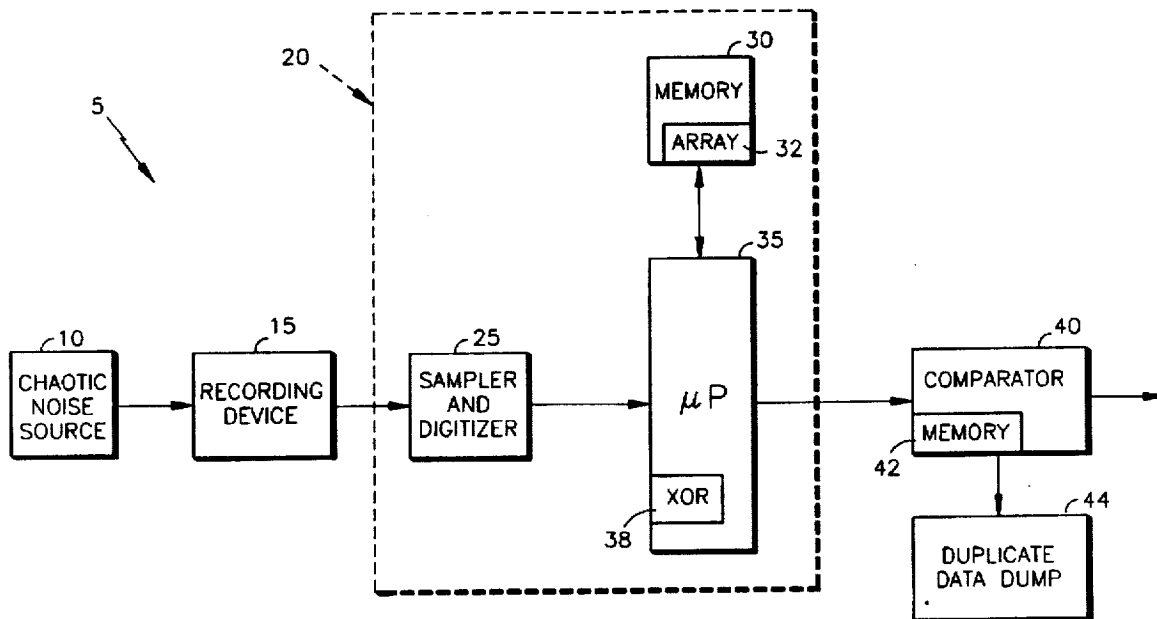 30
MEMORY
ARRAY
32
20
5
35
μP
XOR
38
10
CHAOTIC
NOISE
SOURCE
15
RECORDING
DEVICE
25
SAMPLER
AND
DIGITIZER
40
COMPARATOR
MEMORY
42
44
DUPLICATE
DATA DUMP